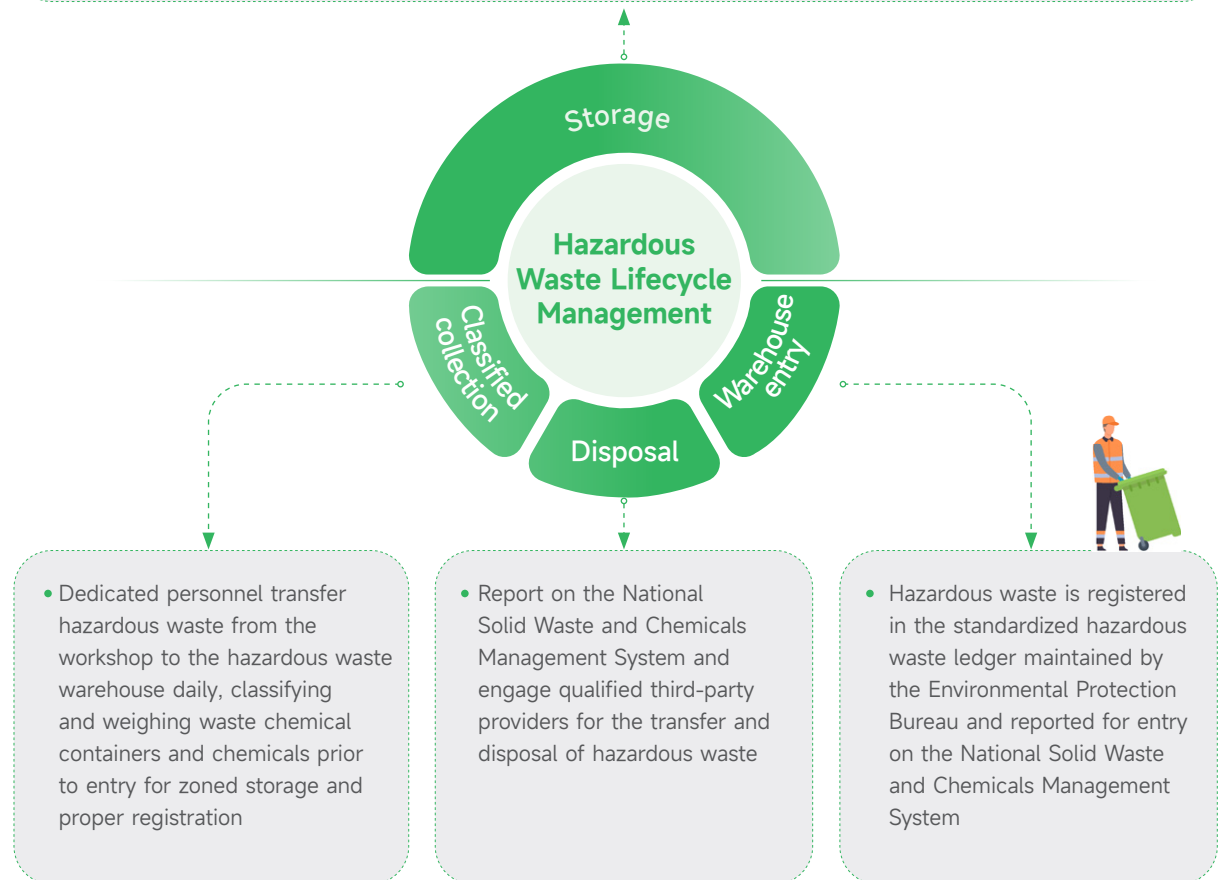 Storage
Hazardous
Waste Lifecycle
Management
Classified
collection
Warehouse
entry
Disposal
• Dedicated personnel transfer
hazardous waste from the
workshop to the hazardous waste
warehouse daily, classifying
and weighing waste chemical
containers and chemicals prior
to entry for zoned storage and
proper registration
• Report on the National
Solid Waste and Chemicals
Management System and
engage qualified third-party
providers for the transfer and
disposal of hazardous waste
• Hazardous waste is registered
in the standardized hazardous
waste ledger maintained by
the Environmental Protection
Bureau and reported for entry
on the National Solid Waste
and Chemicals Management
System